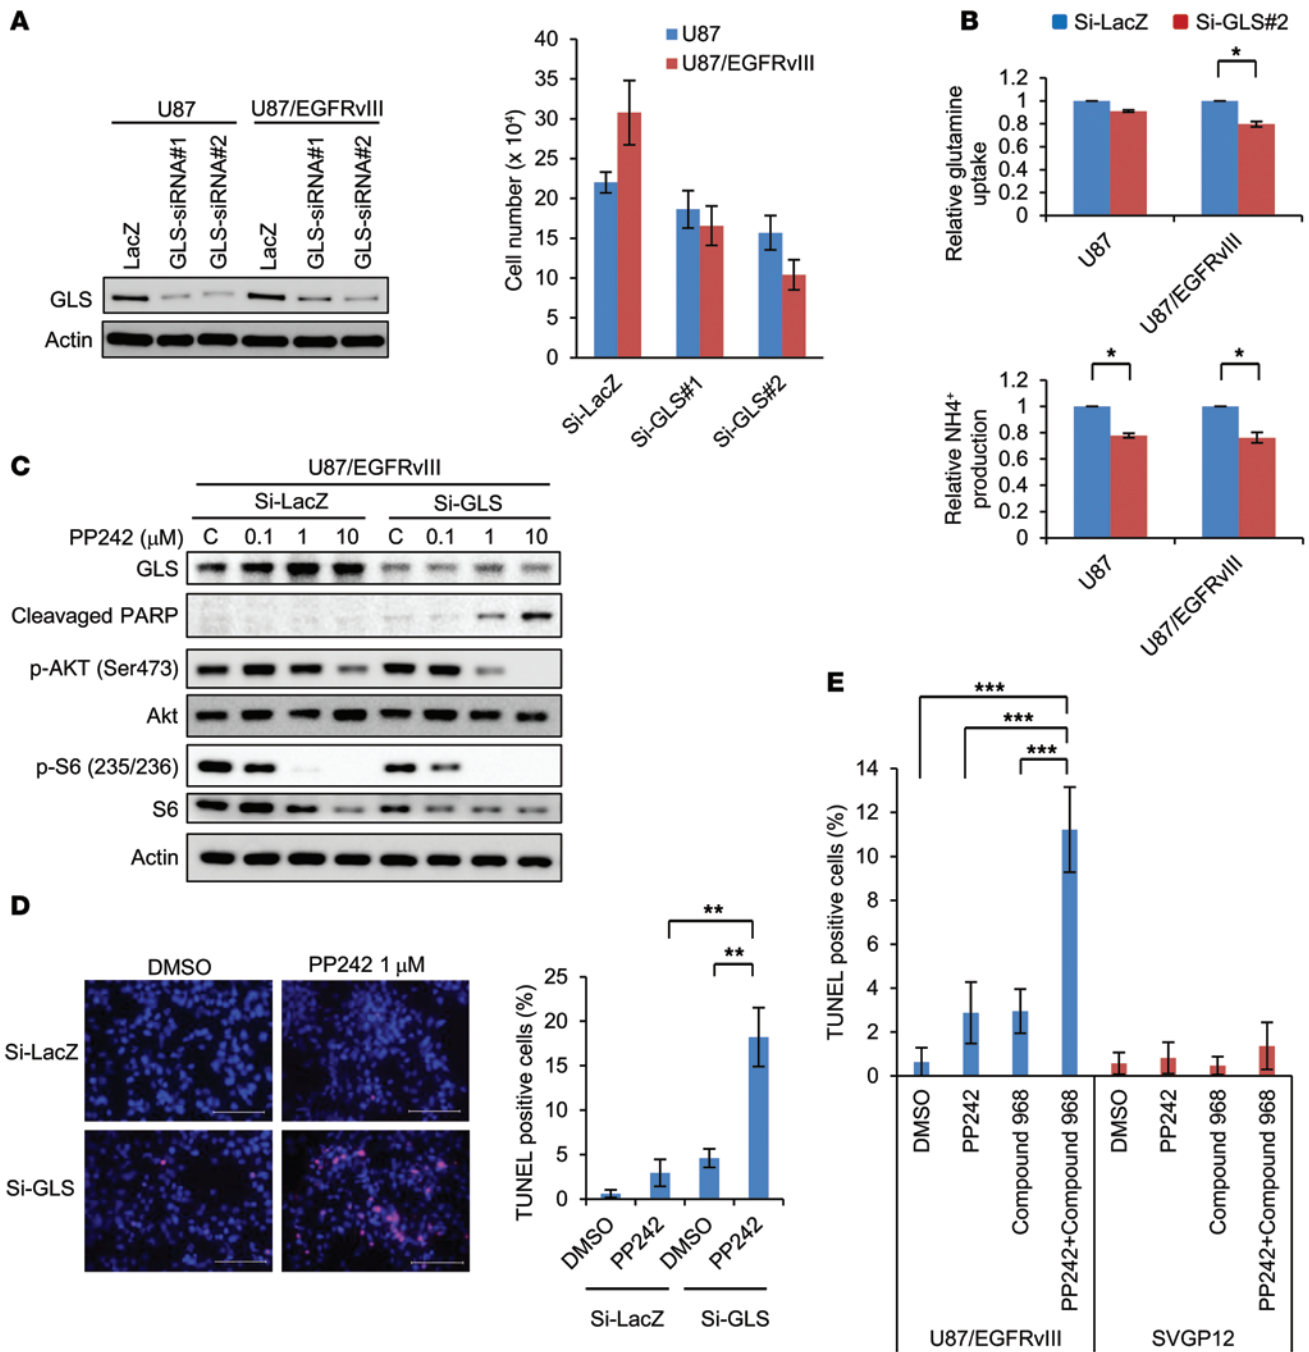 A
U87
U87/EGFRvIII
LacZ
GLS-siRNA#1
GLS-siRNA#2
LacZ
GLS-siRNA#1
GLS-siRNA#2
GLS
Actin
U87
U87/EGFRvIII
Cell number (x 10⁴)
40
35
30
25
20
15
10
5
0
Si-LacZ
Si-GLS#1
Si-GLS#2
B
Si-LacZ Si-GLS#2
*
Relative glutamine
uptake
1.2
1
0.8
0.6
0.4
0.2
0
U87
U87/EGFRvIII
* *
Relative NH4⁺
production
1.2
1
0.8
0.6
0.4
0.2
0
U87
U87/EGFRvIII
C
U87/EGFRvIII
Si-LacZ Si-GLS
PP242 (μM) C 0.1 1 10 C 0.1 1 10
GLS
Cleavaged PARP
p-AKT (Ser473)
Akt
p-S6 (235/236)
S6
Actin
D
DMSO PP242 1 μM
Si-LacZ
Si-GLS
**
**
TUNEL positive cells (%)
25
20
15
10
5
0
DMSO
PP242
DMSO
PP242
Si-LacZ Si-GLS
E
***
***
***
TUNEL positive cells (%)
14
12
10
8
6
4
2
0
DMSO
PP242
Compound 968
PP242+Compound 968
DMSO
PP242
Compound 968
PP242+Compound 968
U87/EGFRvIII SVGP12